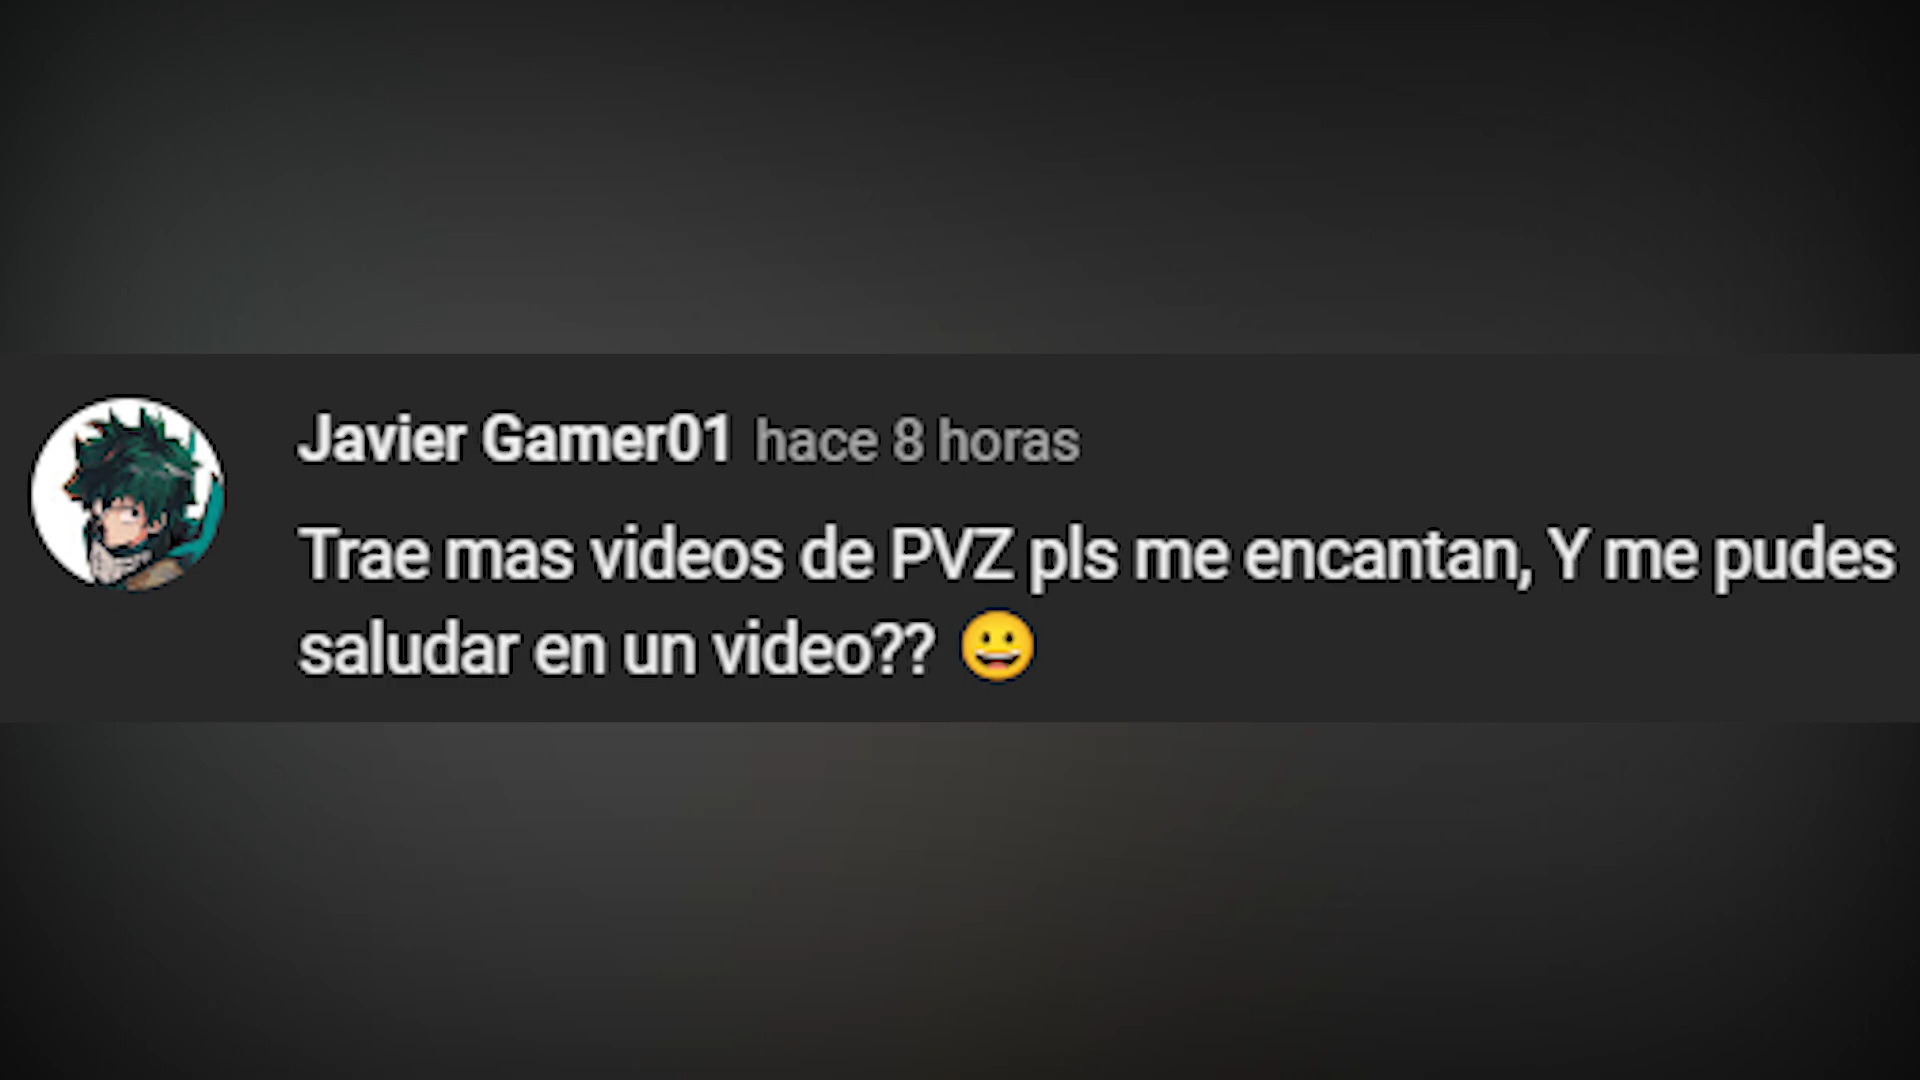 Javier Gamer01 hace 8 horas
Trae mas videos de PVZ pls me encantan, Y me pudes
saludar en un video?? 😀